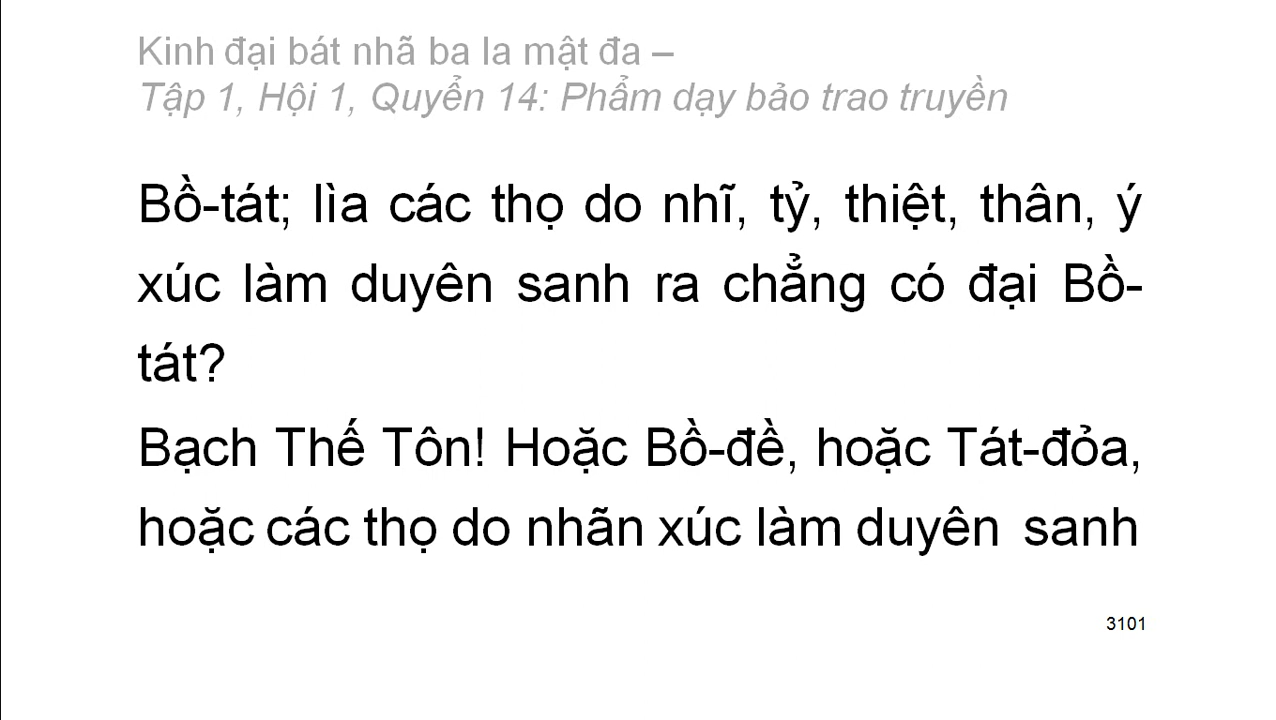 Kinh đại bát nhã ba la mật đa –
Tập 1, Hội 1, Quyển 14: Phẩm dạy bảo trao truyền
Bồ-tát; lìa các thọ do nhĩ, tỷ, thiệt, thân, ý
xúc làm duyên sanh ra chẳng có đại Bồ-
tát?
Bạch Thế Tôn! Hoặc Bồ-đề, hoặc Tát-đỏa,
hoặc các thọ do nhãn xúc làm duyên sanh
3101